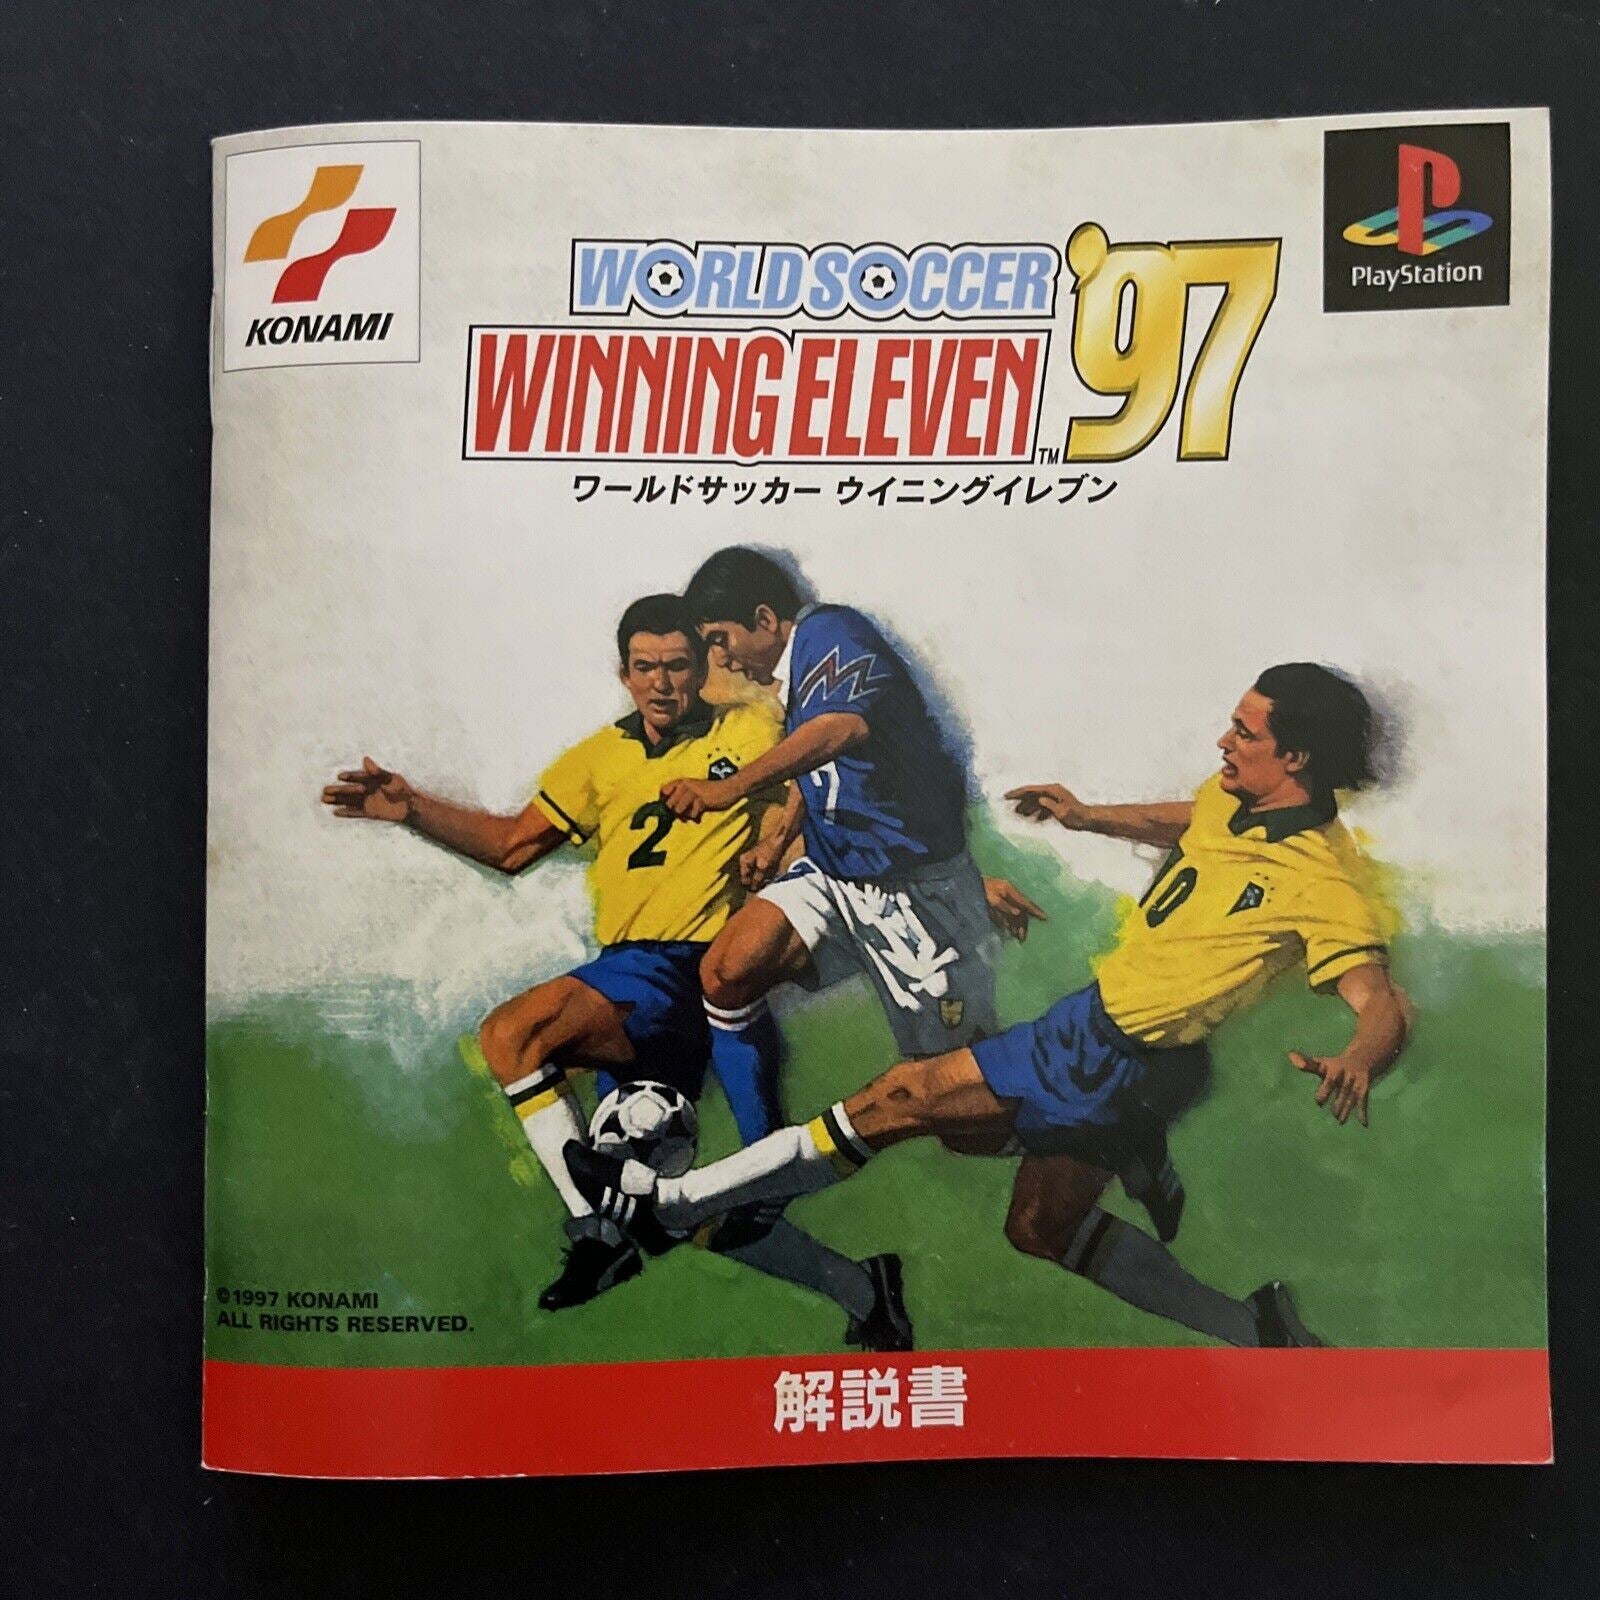 KONAMI
PlayStation
WORLD SOCCER
WINNING ELEVEN ™
'97
ワールドサッカー ウイニングイレブン
2
7
10
©1997 KONAMI
ALL RIGHTS RESERVED.
解説書